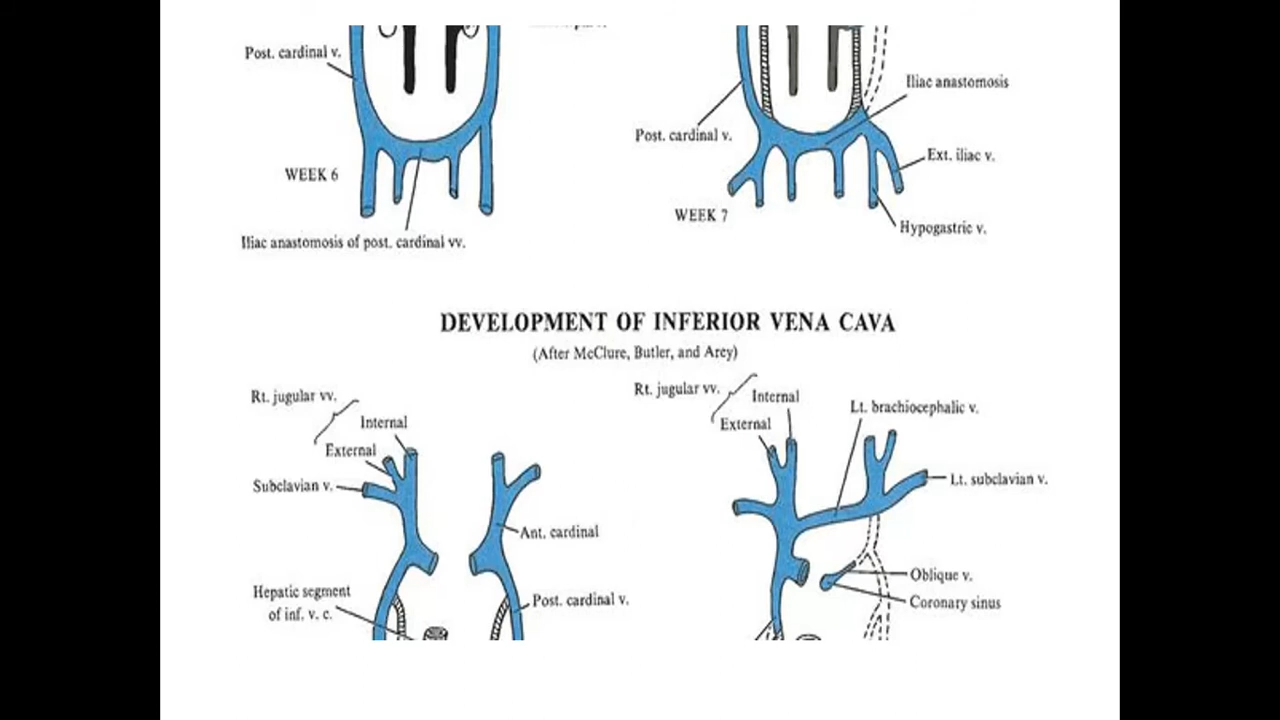 Post. cardinal v.
WEEK 6
Iliac anastomosis of post. cardinal vv.
Iliac anastomosis
Post. cardinal v.
Ext. iliac v.
WEEK 7
Hypogastric v.
DEVELOPMENT OF INFERIOR VENA CAVA
(After McClure, Butler, and Arey)
Rt. jugular vv.
Internal
External
Subclavian v.
Ant. cardinal
Hepatic segment
of inf. v. c.
Post. cardinal v.
Rt. jugular vv.
Internal
External
Lt. brachiocephalic v.
Lt. subclavian v.
Oblique v.
Coronary sinus